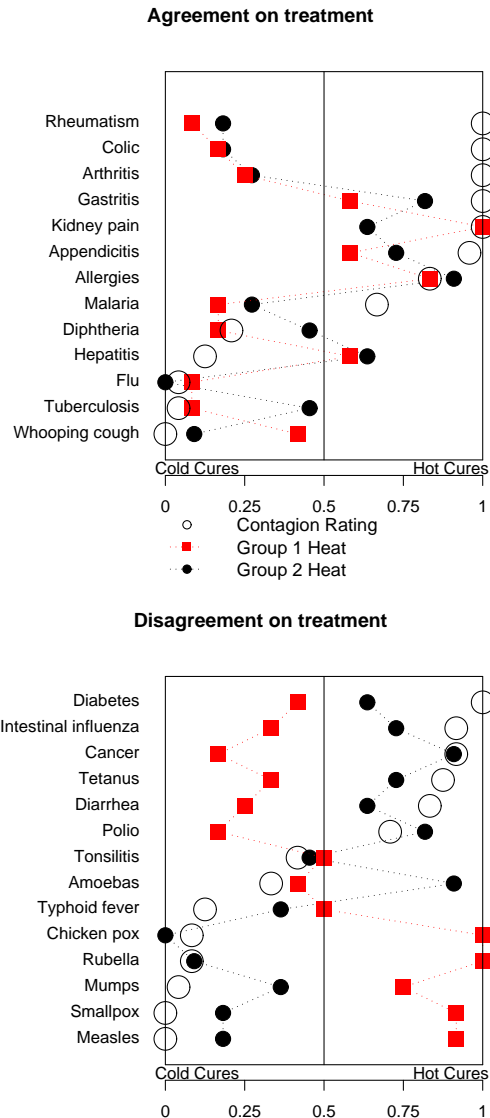 Agreement on treatment
Rheumatism
Colic
Arthritis
Gastritis
Kidney pain
Appendicitis
Allergies
Malaria
Diphtheria
Hepatitis
Flu
Tuberculosis
Whooping cough
Cold Cures Hot Cures
0 0.25 0.5 0.75 1
Contagion Rating
Group 1 Heat
Group 2 Heat
Disagreement on treatment
Diabetes
Intestinal influenza
Cancer
Tetanus
Diarrhea
Polio
Tonsilitis
Amoebas
Typhoid fever
Chicken pox
Rubella
Mumps
Smallpox
Measles
Cold Cures Hot Cures
0 0.25 0.5 0.75 1